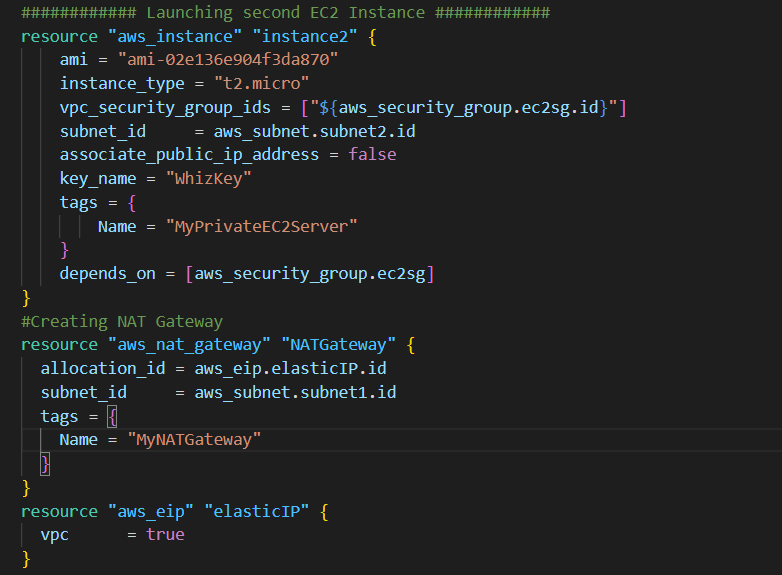 ############ Launching second EC2 Instance ############
resource "aws_instance" "instance2" {
ami = "ami-02e136e904f3da870"
instance_type = "t2.micro"
vpc_security_group_ids = ["${aws_security_group.ec2sg.id}"]
subnet_id     = aws_subnet.subnet2.id
associate_public_ip_address = false
key_name = "WhizKey"
tags = {
Name = "MyPrivateEC2Server"
}
depends_on = [aws_security_group.ec2sg]
}
#Creating NAT Gateway
resource "aws_nat_gateway" "NATGateway" {
allocation_id = aws_eip.elasticIP.id
subnet_id     = aws_subnet.subnet1.id
tags = {
Name = "MyNATGateway"
}
}
resource "aws_eip" "elasticIP" {
vpc      = true
}